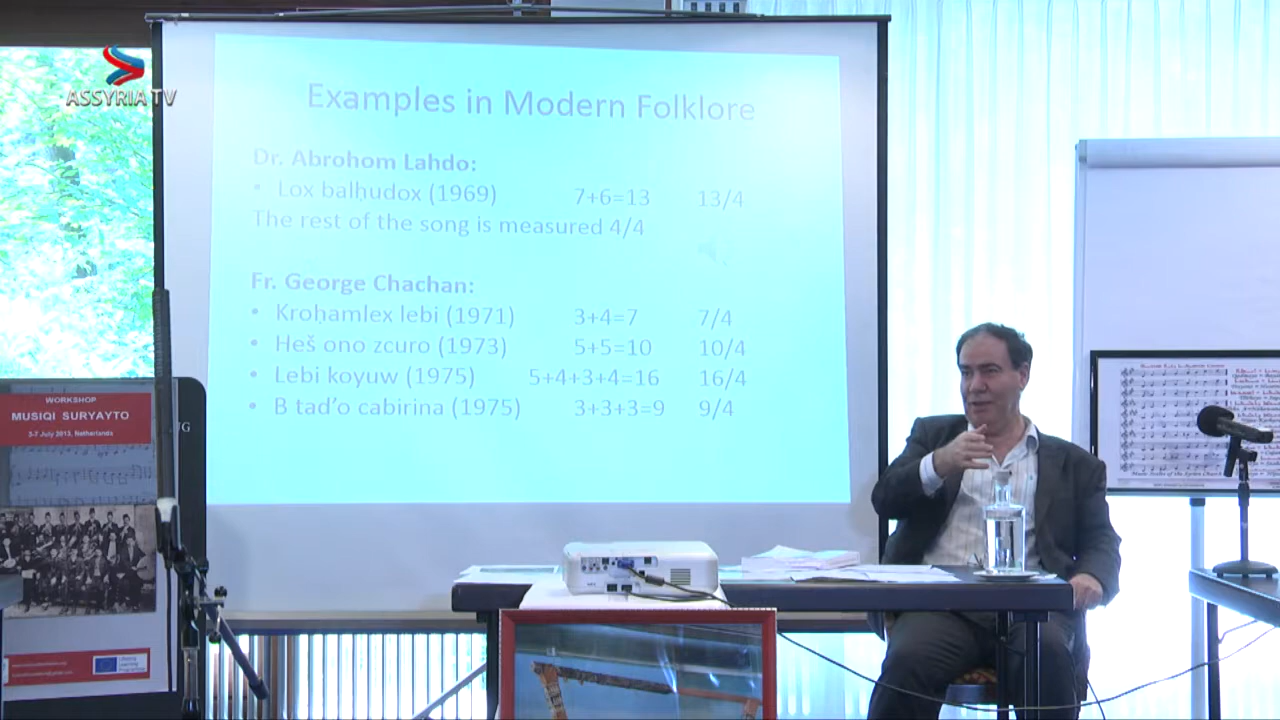 ASSYRIA TV
Examples in Modern Folklore
Dr. Abrohom Lahdo:
• Lox balḥudox (1969) 7+6=13 13/4
The rest of the song is measured 4/4
Fr. George Chachan:
• Kroḥamlex lebi (1971) 3+4=7 7/4
• Heš ono zcuro (1973) 5+5=10 10/4
• Lebi koyuw (1975) 5+4+3+4=16 16/4
• B tad’o cabirina (1975) 3+3+3=9 9/4
WORKSHOP
MUSIQI SURYAYTO
3-7 July 2013, Netherlands